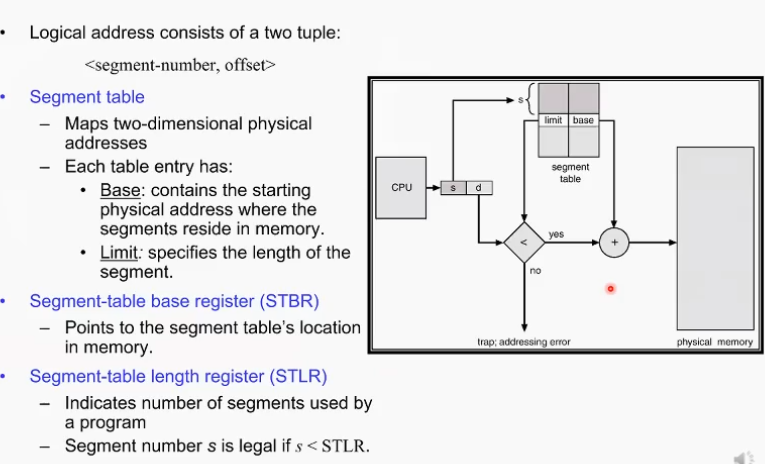 • Logical address consists of a two tuple:
<segment-number, offset>
• Segment table
– Maps two-dimensional physical
addresses
– Each table entry has:
• Base: contains the starting
physical address where the
segments reside in memory.
• Limit: specifies the length of the
segment.
• Segment-table base register (STBR)
– Points to the segment table's location
in memory.
• Segment-table length register (STLR)
– Indicates number of segments used by
a program
– Segment number s is legal if s < STLR.
s
limit base
segment
table
CPU
s d
<
yes
+
no
trap; addressing error
physical memory